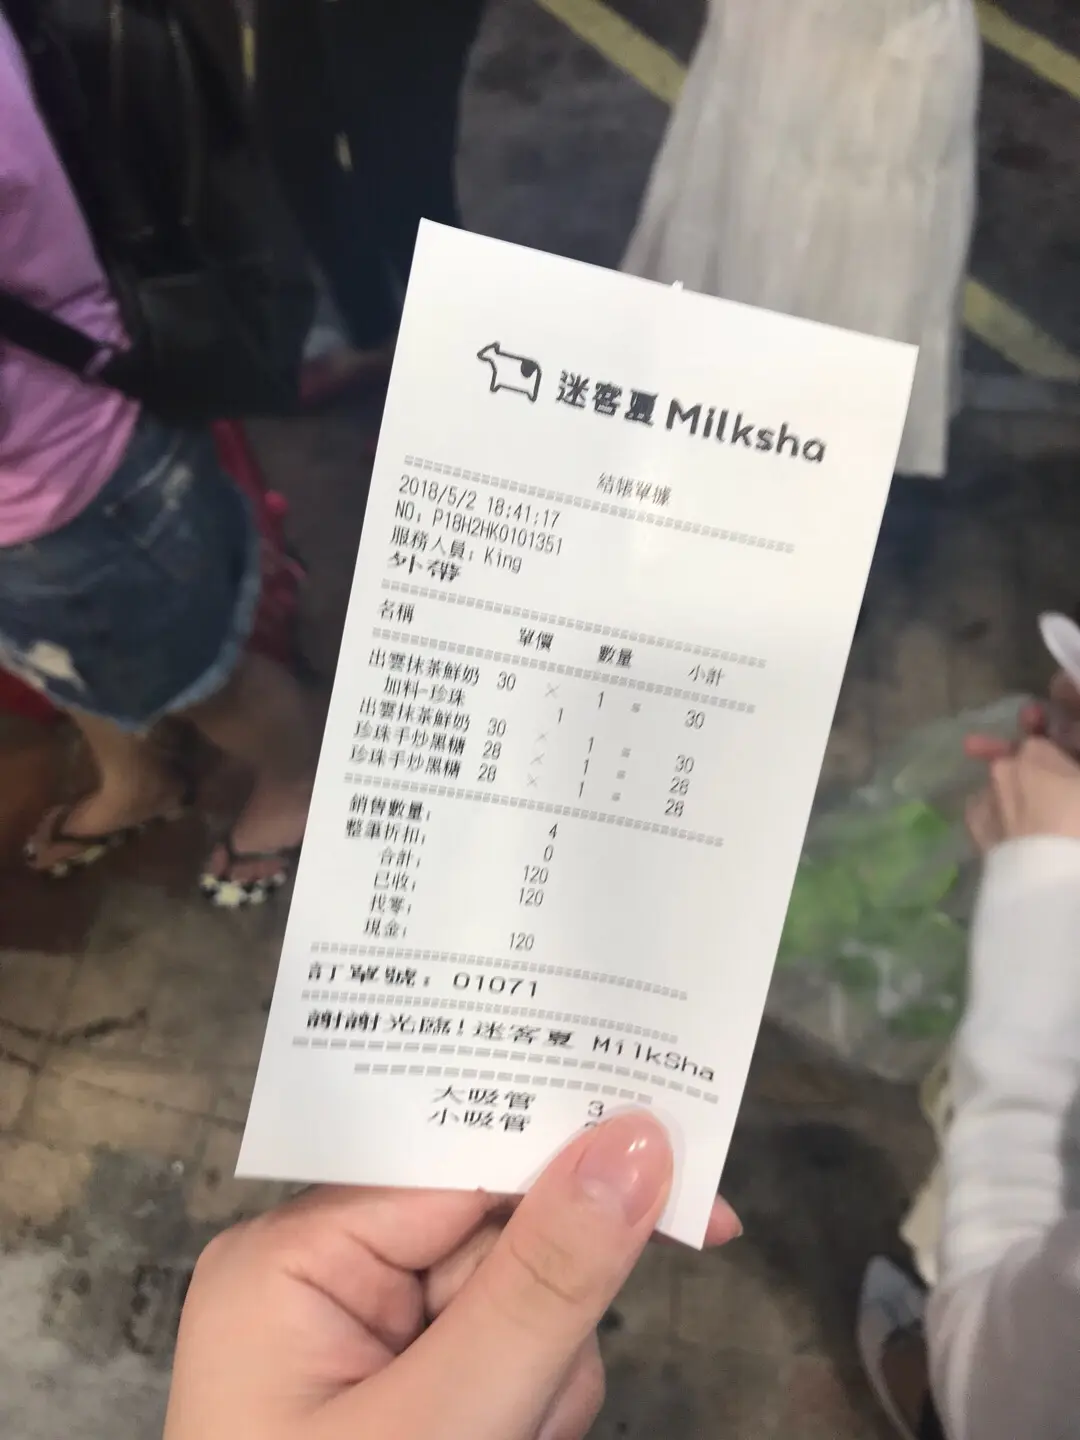 迷客夏 Milksha
結帳單據
2018/5/2 18:41:17
NO: P18H2HK0101351
服務人員: King
外帶
名稱 單價 數量 小計
出雲抹茶鮮奶 30 × 1 = 30
加料-珍珠 1
出雲抹茶鮮奶 30 × 1 = 30
珍珠手炒黑糖 28 × 1 = 28
珍珠手炒黑糖 28 × 1 = 28
銷售數量: 4
整筆折扣: 0
合計: 120
已收: 120
找零:
現金: 120
訂單號: 01071
謝謝光臨!迷客夏 MilkSha
大吸管 3
小吸管